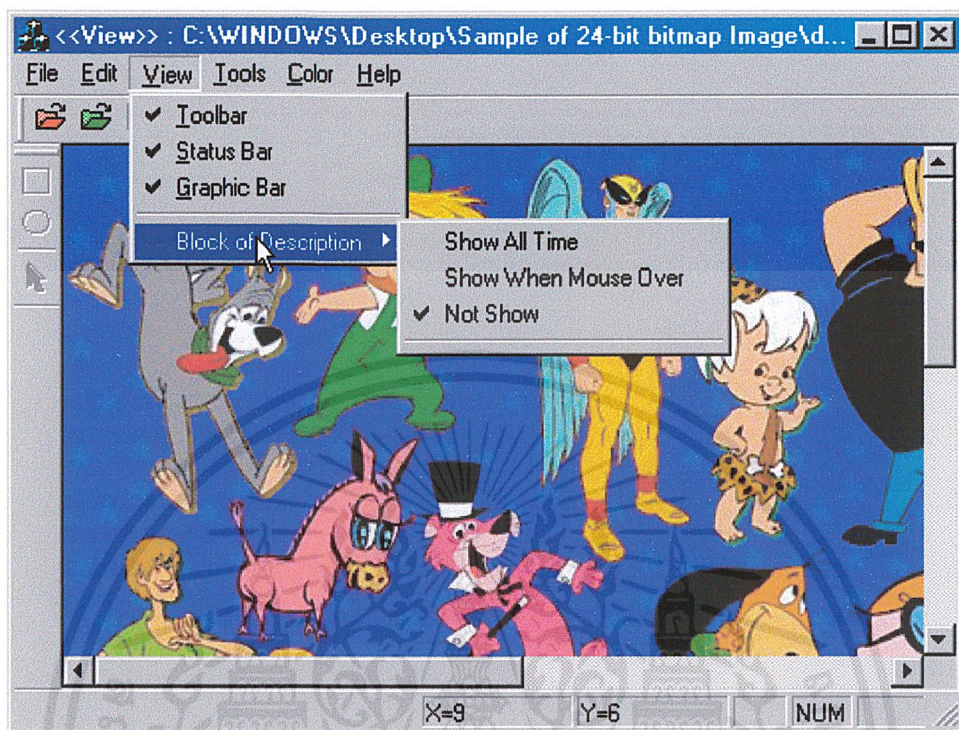 <<View>> : C:\WINDOWS\Desktop\Sample of 24-bit bitmap Image\d...
File Edit View Tools Color Help
Toolbar
Status Bar
Graphic Bar
Block of Description
Show All Time
Show When Mouse Over
Not Show
X=9 Y=6 NUM